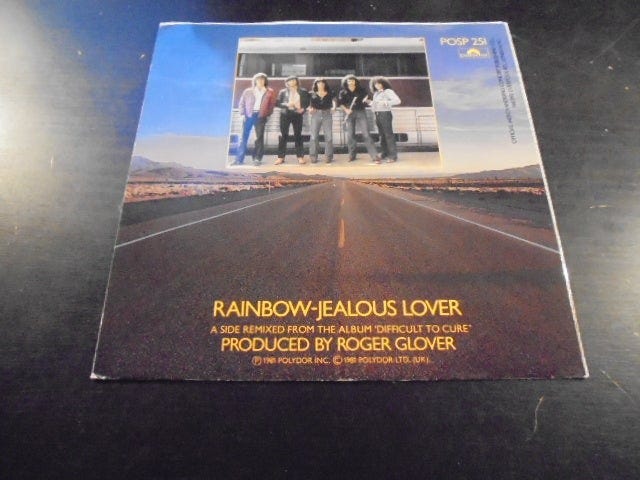 POSP 251
RAINBOW-JEALOUS LOVER
A SIDE REMIXED FROM THE ALBUM 'DIFFICULT TO CURE'
PRODUCED BY ROGER GLOVER
Ⓟ 1981 POLYDOR INC. © 1981 POLYDOR LTD. (U.K.)